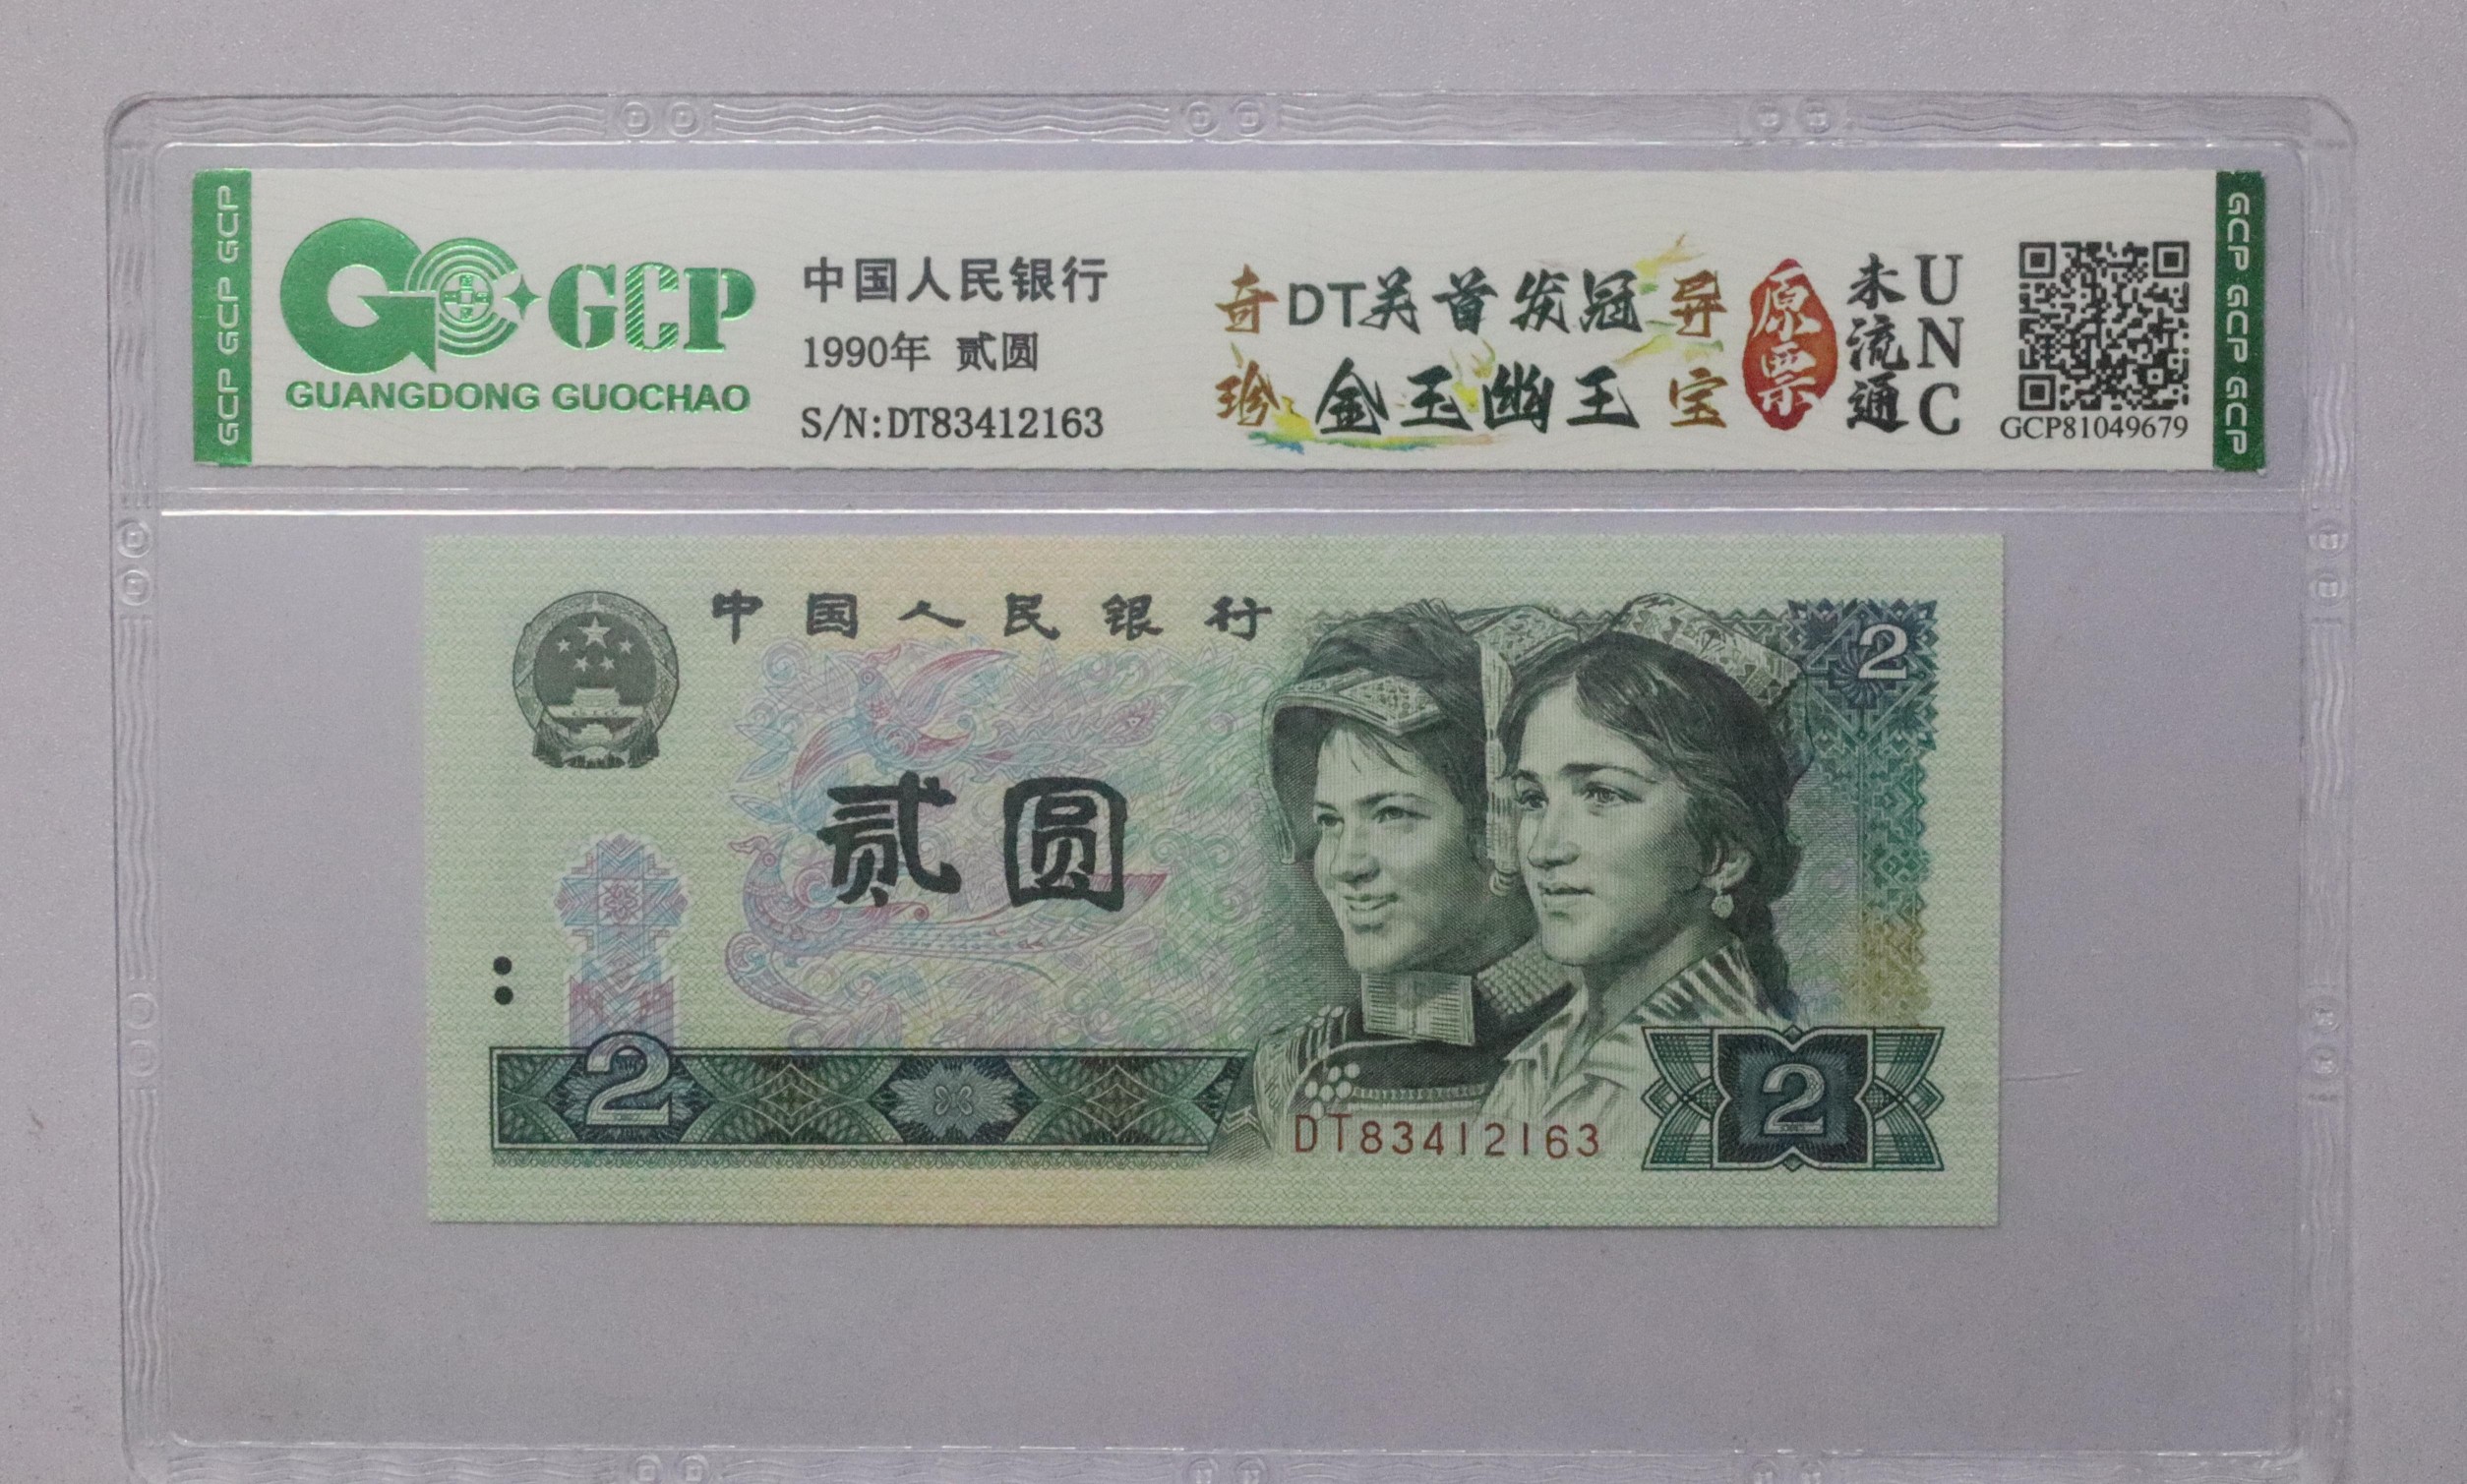 GCP GCP GCP
GCP
GUANGDONG GUOCHAO
中国人民银行
1990年 贰圆
S/N:DT83412163
奇DT关首发冠异
珍金玉幽王宝
原票
未流通
UNC
GCP81049679
GCP GCP GCP
中国人民银行
2
贰圆
2
DT83412163
2